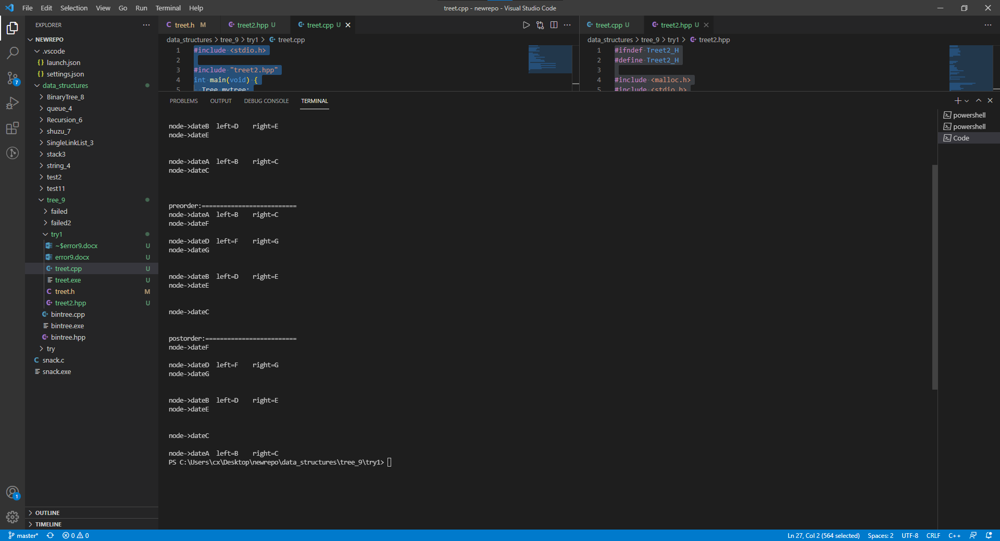 File Edit Selection View Go Run Terminal Help
treet.cpp - newrepo - Visual Studio Code
EXPLORER
NEWREPO
.vscode
launch.json
settings.json
data_structures
BinaryTree_8
queue_4
Recursion_6
shuzu_7
SingleLinkList_3
stack3
string_4
test2
test11
tree_9
failed
failed2
try1
~$error9.docx U
error9.docx U
treet.cpp U
treet.exe U
treet.h M
treet2.hpp U
bintree.cpp
bintree.exe
bintree.hpp
try
snack.c
snack.exe
OUTLINE
TIMELINE
7
1
treet.h M treet2.hpp U treet.cpp U
data_structures > tree_9 > try1 > treet.cpp
1 #include <stdio.h>
2
3 #include "treet2.hpp"
4 int main(void) {
5 Tree mytree;
treet.cpp U treet2.hpp U
data_structures > tree_9 > try1 > treet2.hpp
1 #ifndef Treet2_H
2 #define Treet2_H
3
4 #include <malloc.h>
5 #include <stdio.h>
PROBLEMS OUTPUT DEBUG CONSOLE TERMINAL
node->dateB left=D right=E
node->dateE
node->dateA left=B right=C
node->dateC
preorder:==========================
node->dateA left=B right=C
node->dateF
node->dateD left=F right=G
node->dateG
node->dateB left=D right=E
node->dateE
node->dateC
postorder:=========================
node->dateF
node->dateD left=F right=G
node->dateG
node->dateB left=D right=E
node->dateE
node->dateC
node->dateA left=B right=C
PS C:\Users\cx\Desktop\newrepo\data_structures\tree_9\try1>
powershell
powershell
Code
master* 0 0
Ln 27, Col 2 (564 selected) Spaces: 2 UTF-8 CRLF C++